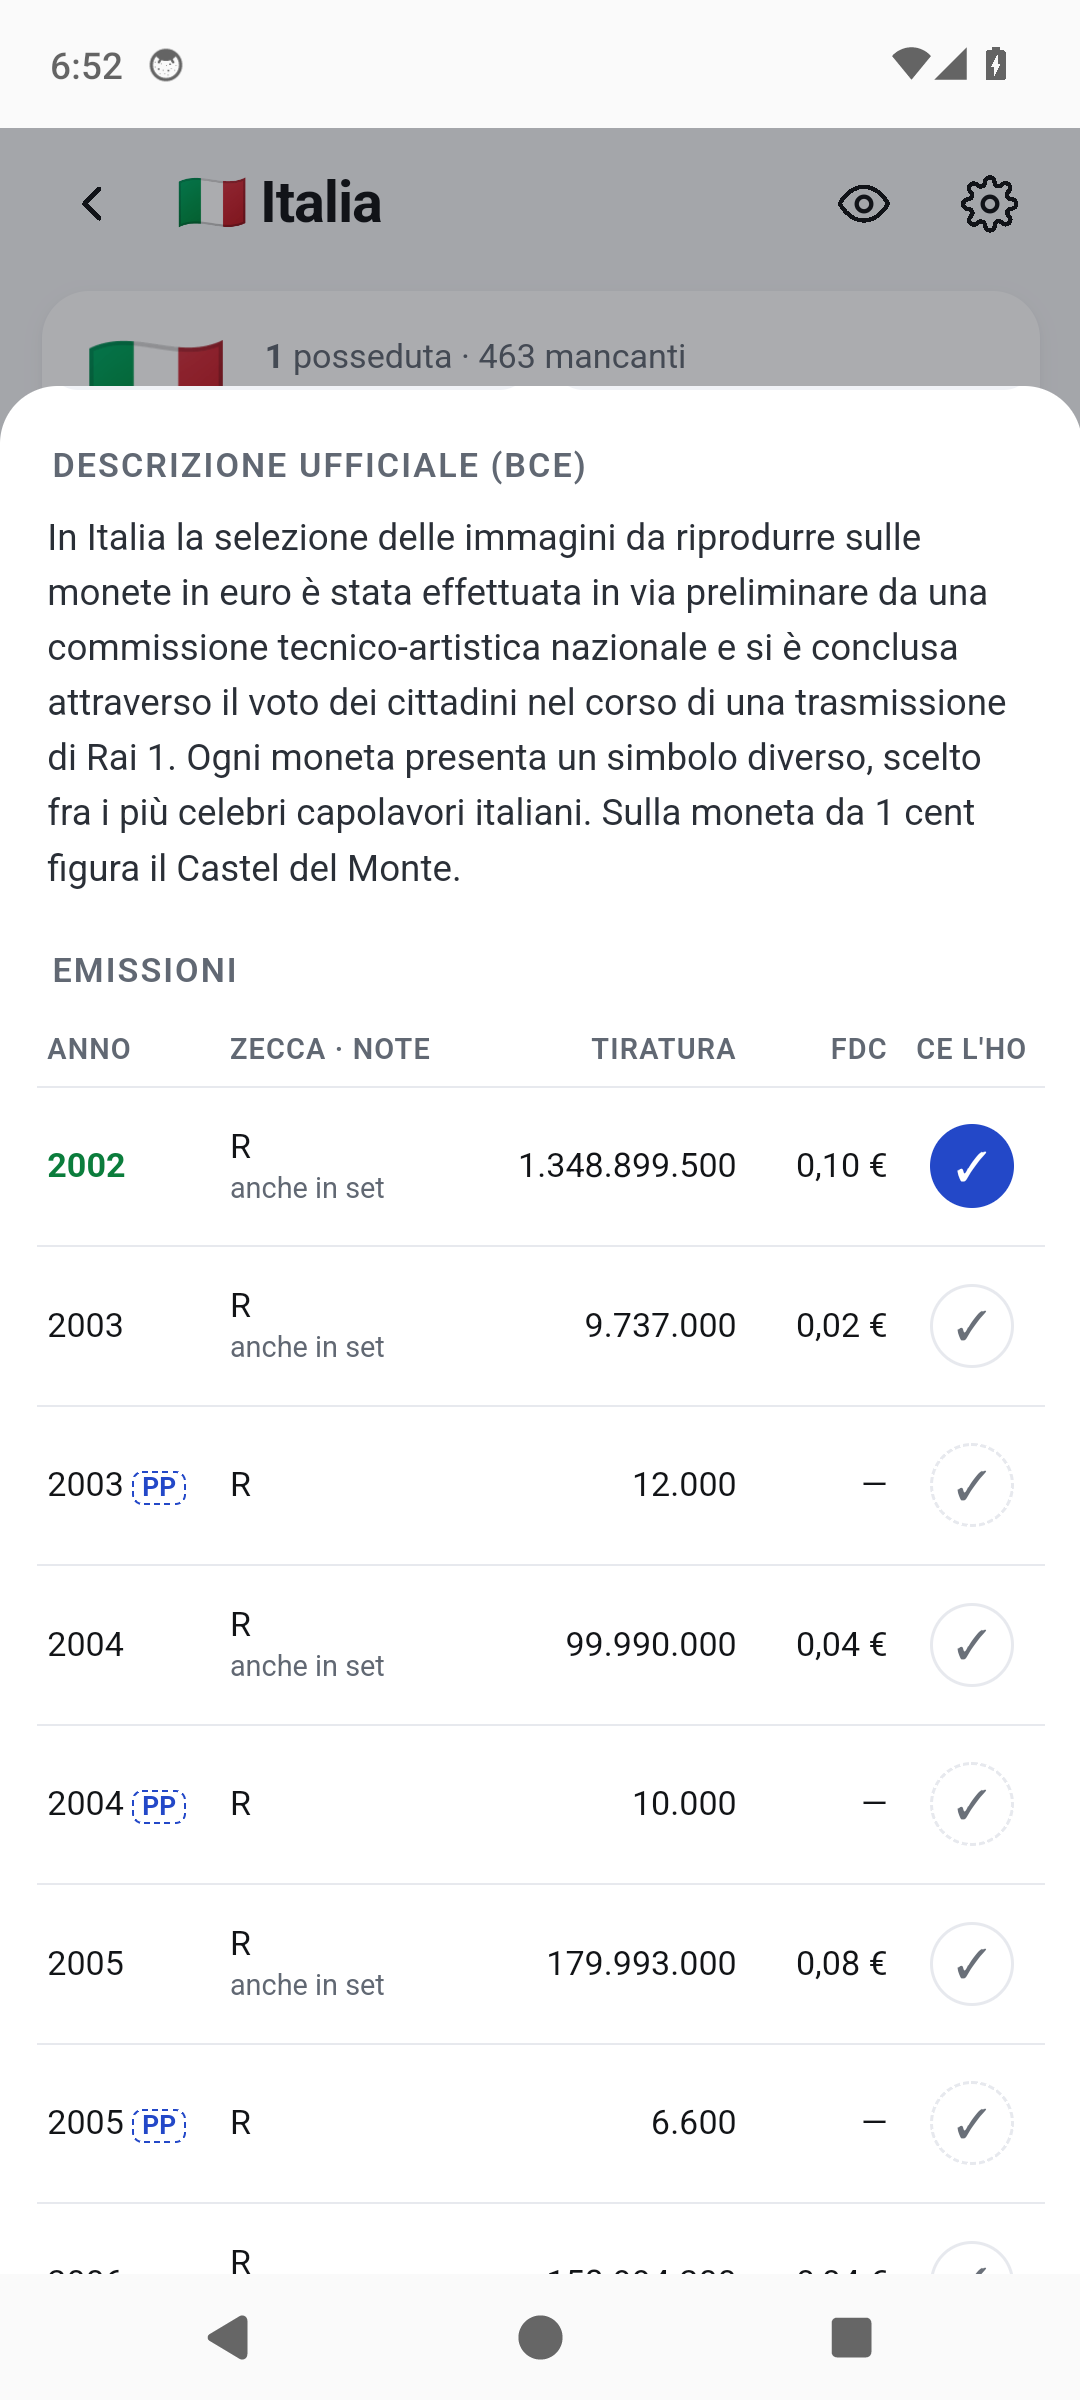 6:52
Italia
1 posseduta · 463 mancanti
DESCRIZIONE UFFICIALE (BCE)
In Italia la selezione delle immagini da riprodurre sulle
monete in euro è stata effettuata in via preliminare da una
commissione tecnico-artistica nazionale e si è conclusa
attraverso il voto dei cittadini nel corso di una trasmissione
di Rai 1. Ogni moneta presenta un simbolo diverso, scelto
fra i più celebri capolavori italiani. Sulla moneta da 1 cent
figura il Castel del Monte.
EMISSIONI
ANNO ZECCA · NOTE TIRATURA FDC CE L'HO
2002 R 1.348.899.500 0,10 € ✓
anche in set
2003 R 9.737.000 0,02 € ✓
anche in set
2003 PP R 12.000 — ✓
2004 R 99.990.000 0,04 € ✓
anche in set
2004 PP R 10.000 — ✓
2005 R 179.993.000 0,08 € ✓
anche in set
2005 PP R 6.600 — ✓
R